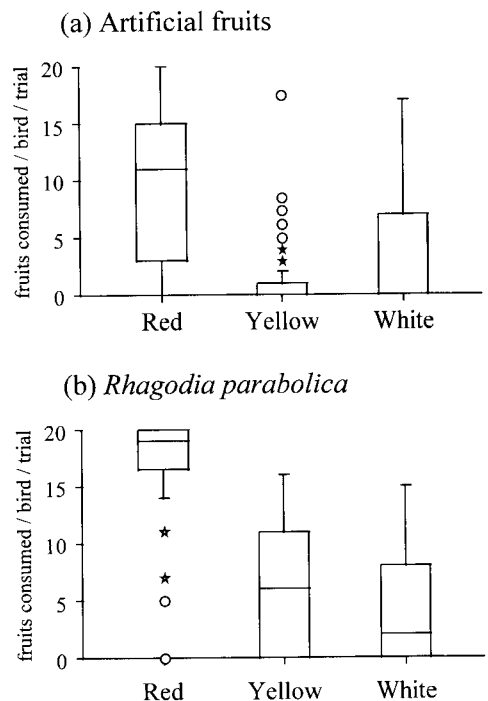 (a) Artificial fruits
fruits consumed / bird / trial
20
15
10
5
0
Red Yellow White
(b) Rhagodia parabolica
fruits consumed / bird / trial
20
15
10
5
0
Red Yellow White